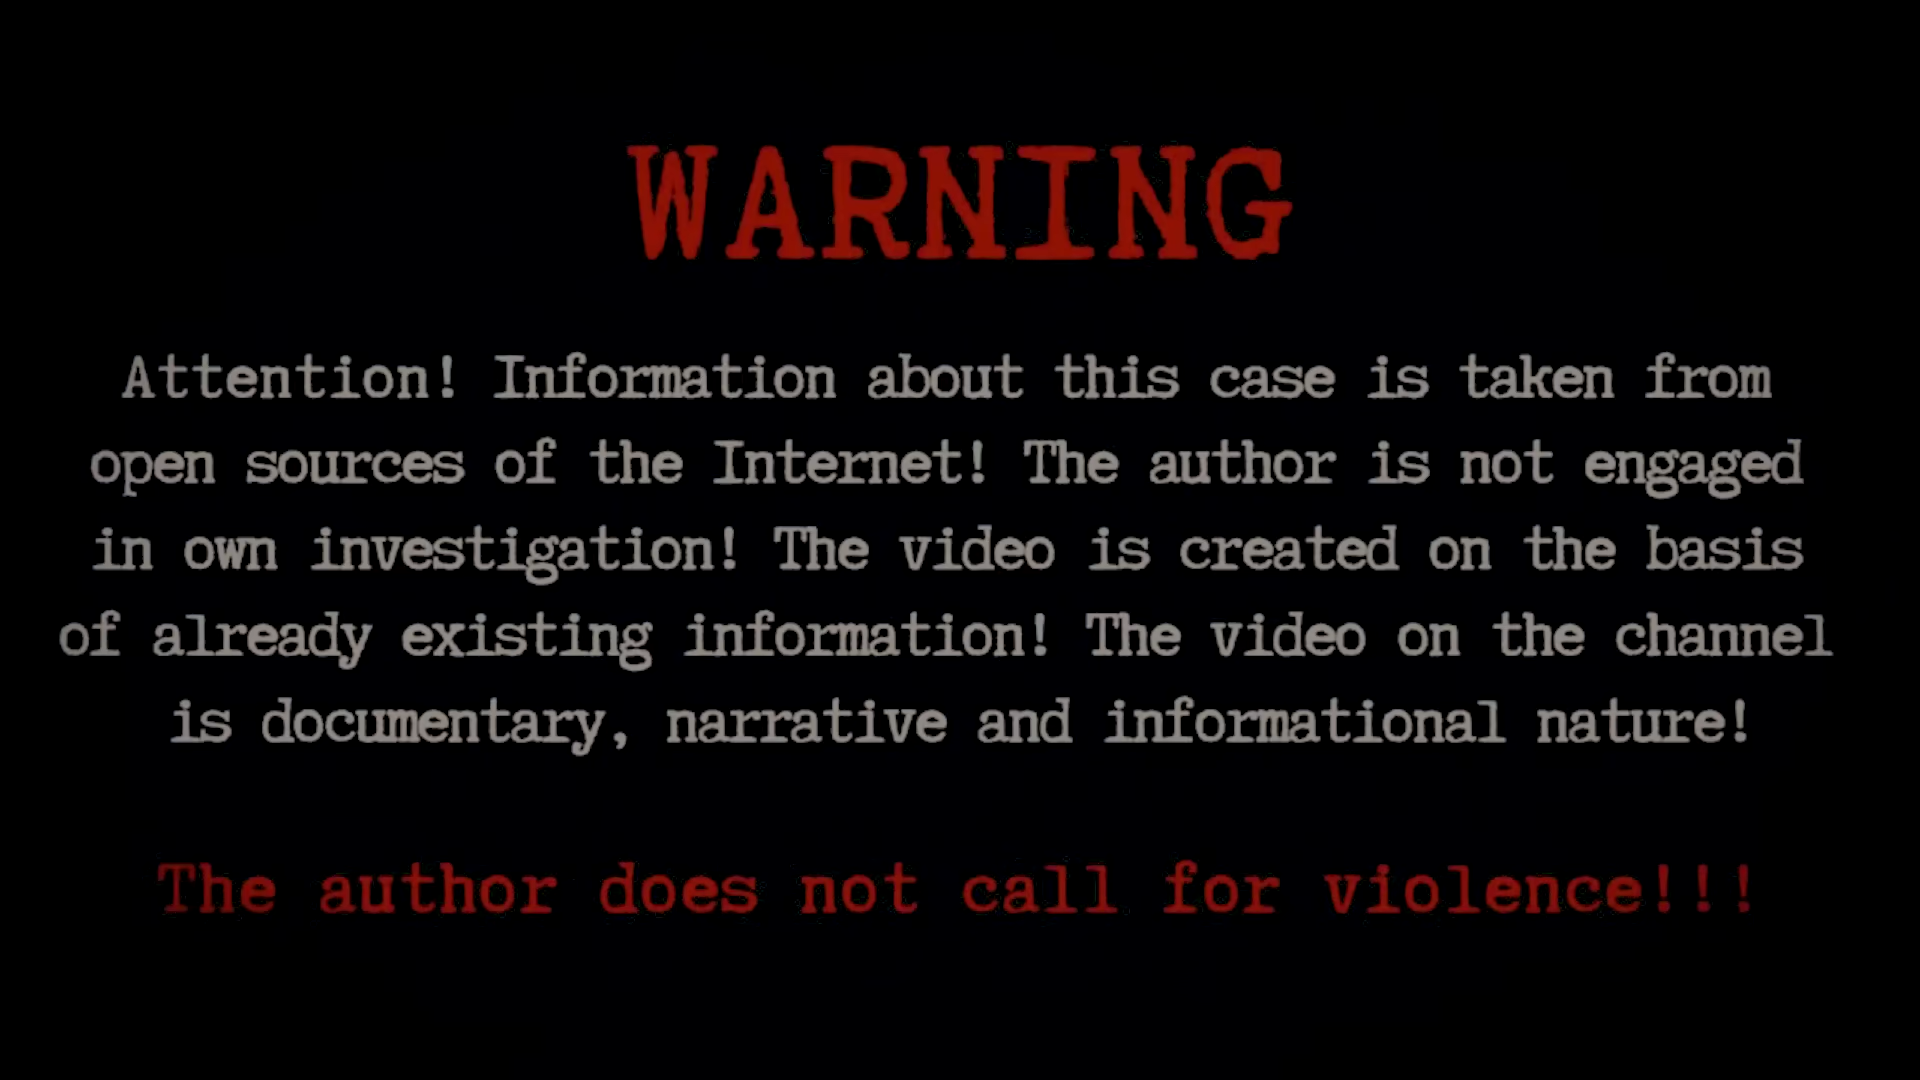 WARNING
Attention! Information about this case is taken from
open sources of the Internet! The author is not engaged
in own investigation! The video is created on the basis
of already existing information! The video on the channel
is documentary, narrative and informational nature!
The author does not call for violence!!!